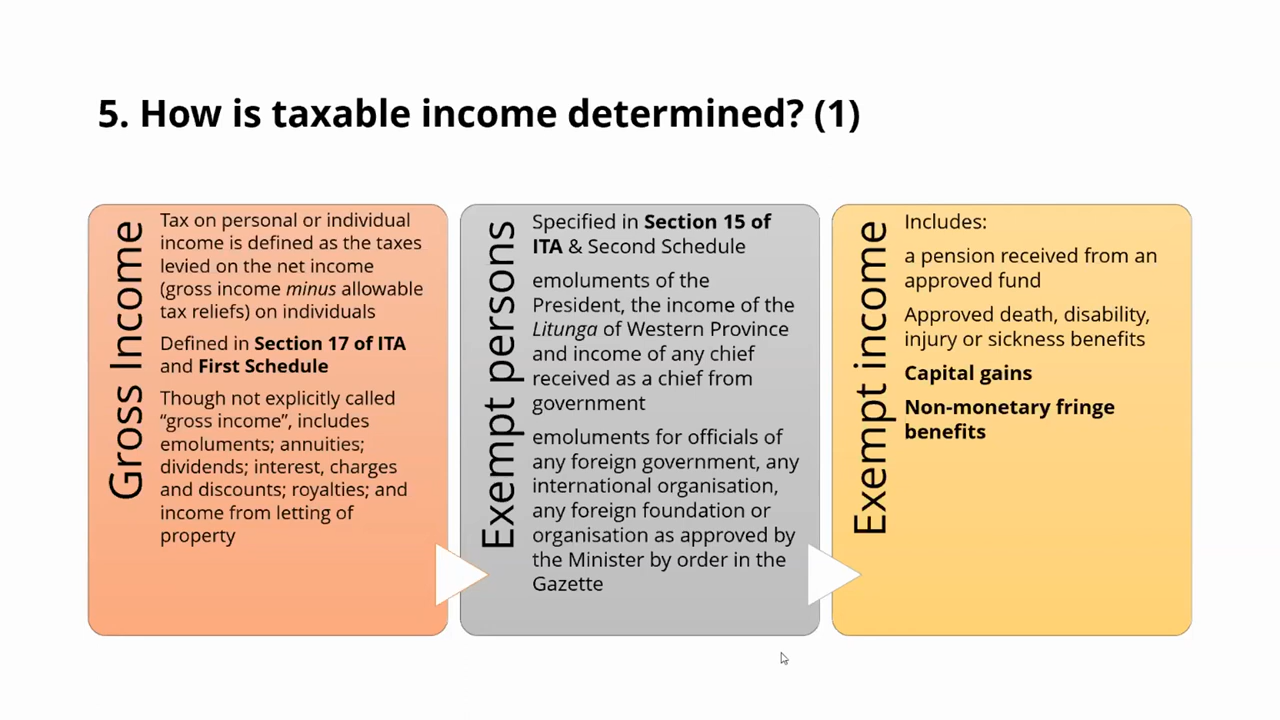 5. How is taxable income determined? (1)
Gross Income
Tax on personal or individual
income is defined as the taxes
levied on the net income
(gross income minus allowable
tax reliefs) on individuals
Defined in Section 17 of ITA
and First Schedule
Though not explicitly called
“gross income”, includes
emoluments; annuities;
dividends; interest, charges
and discounts; royalties; and
income from letting of
property
Exempt persons
Specified in Section 15 of
ITA & Second Schedule
emoluments of the
President, the income of the
Litunga of Western Province
and income of any chief
received as a chief from
government
emoluments for officials of
any foreign government, any
international organisation,
any foreign foundation or
organisation as approved by
the Minister by order in the
Gazette
Exempt income
Includes:
a pension received from an
approved fund
Approved death, disability,
injury or sickness benefits
Capital gains
Non-monetary fringe
benefits